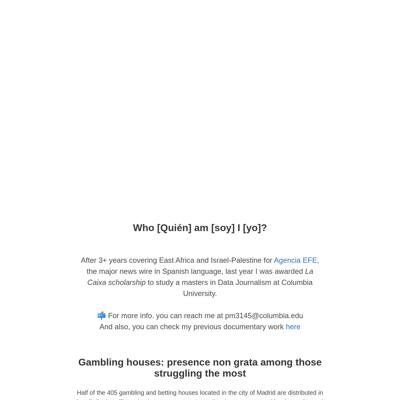 Who [Quién] am [soy] I [yo]?
After 3+ years covering East Africa and Israel-Palestine for Agencia EFE,
the major news wire in Spanish language, last year I was awarded La
Caixa scholarship to study a masters in Data Journalism at Columbia
University.
📫 For more info. you can reach me at pm3145@columbia.edu
And also, you can check my previous documentary work here
Gambling houses: presence non grata among those
struggling the most
Half of the 405 gambling and betting houses located in the city of Madrid are distributed in